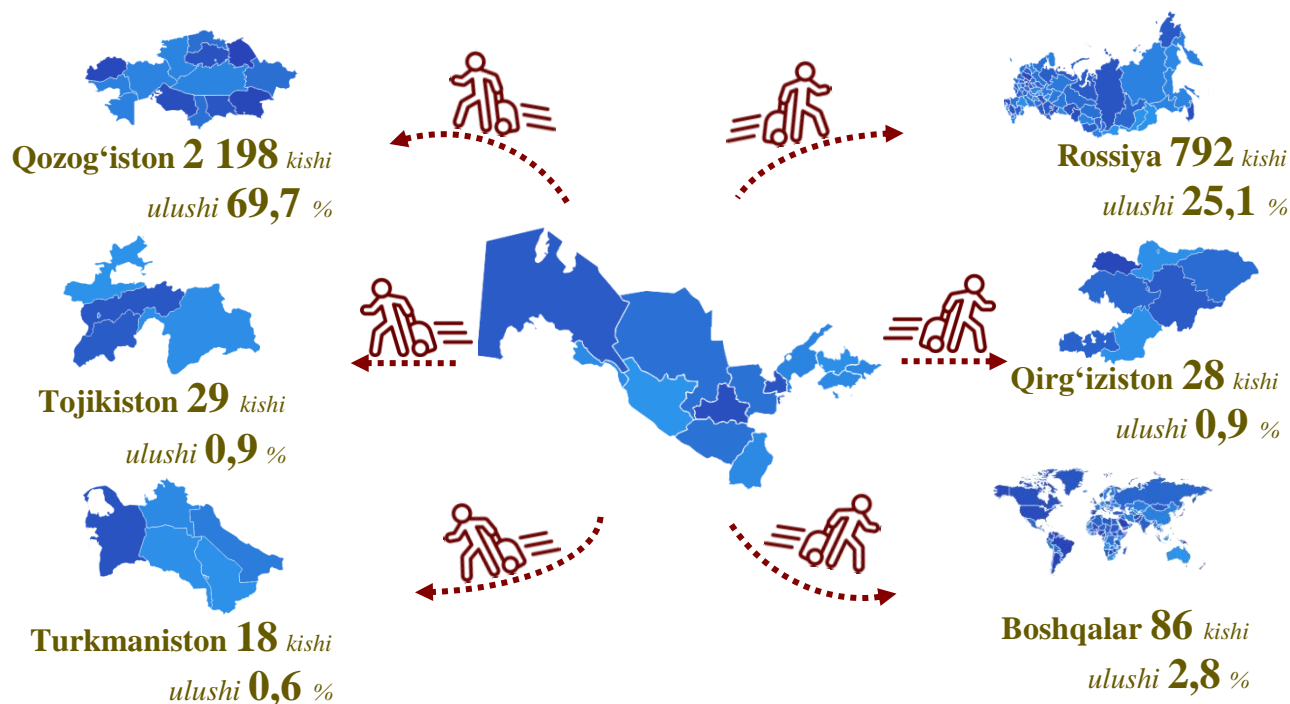 Qozog‘iston 2 198 kishi
ulushi 69,7 %
Rossiya 792 kishi
ulushi 25,1 %
Tojikiston 29 kishi
ulushi 0,9 %
Qirg‘iziston 28 kishi
ulushi 0,9 %
Turkmaniston 18 kishi
ulushi 0,6 %
Boshqalar 86 kishi
ulushi 2,8 %